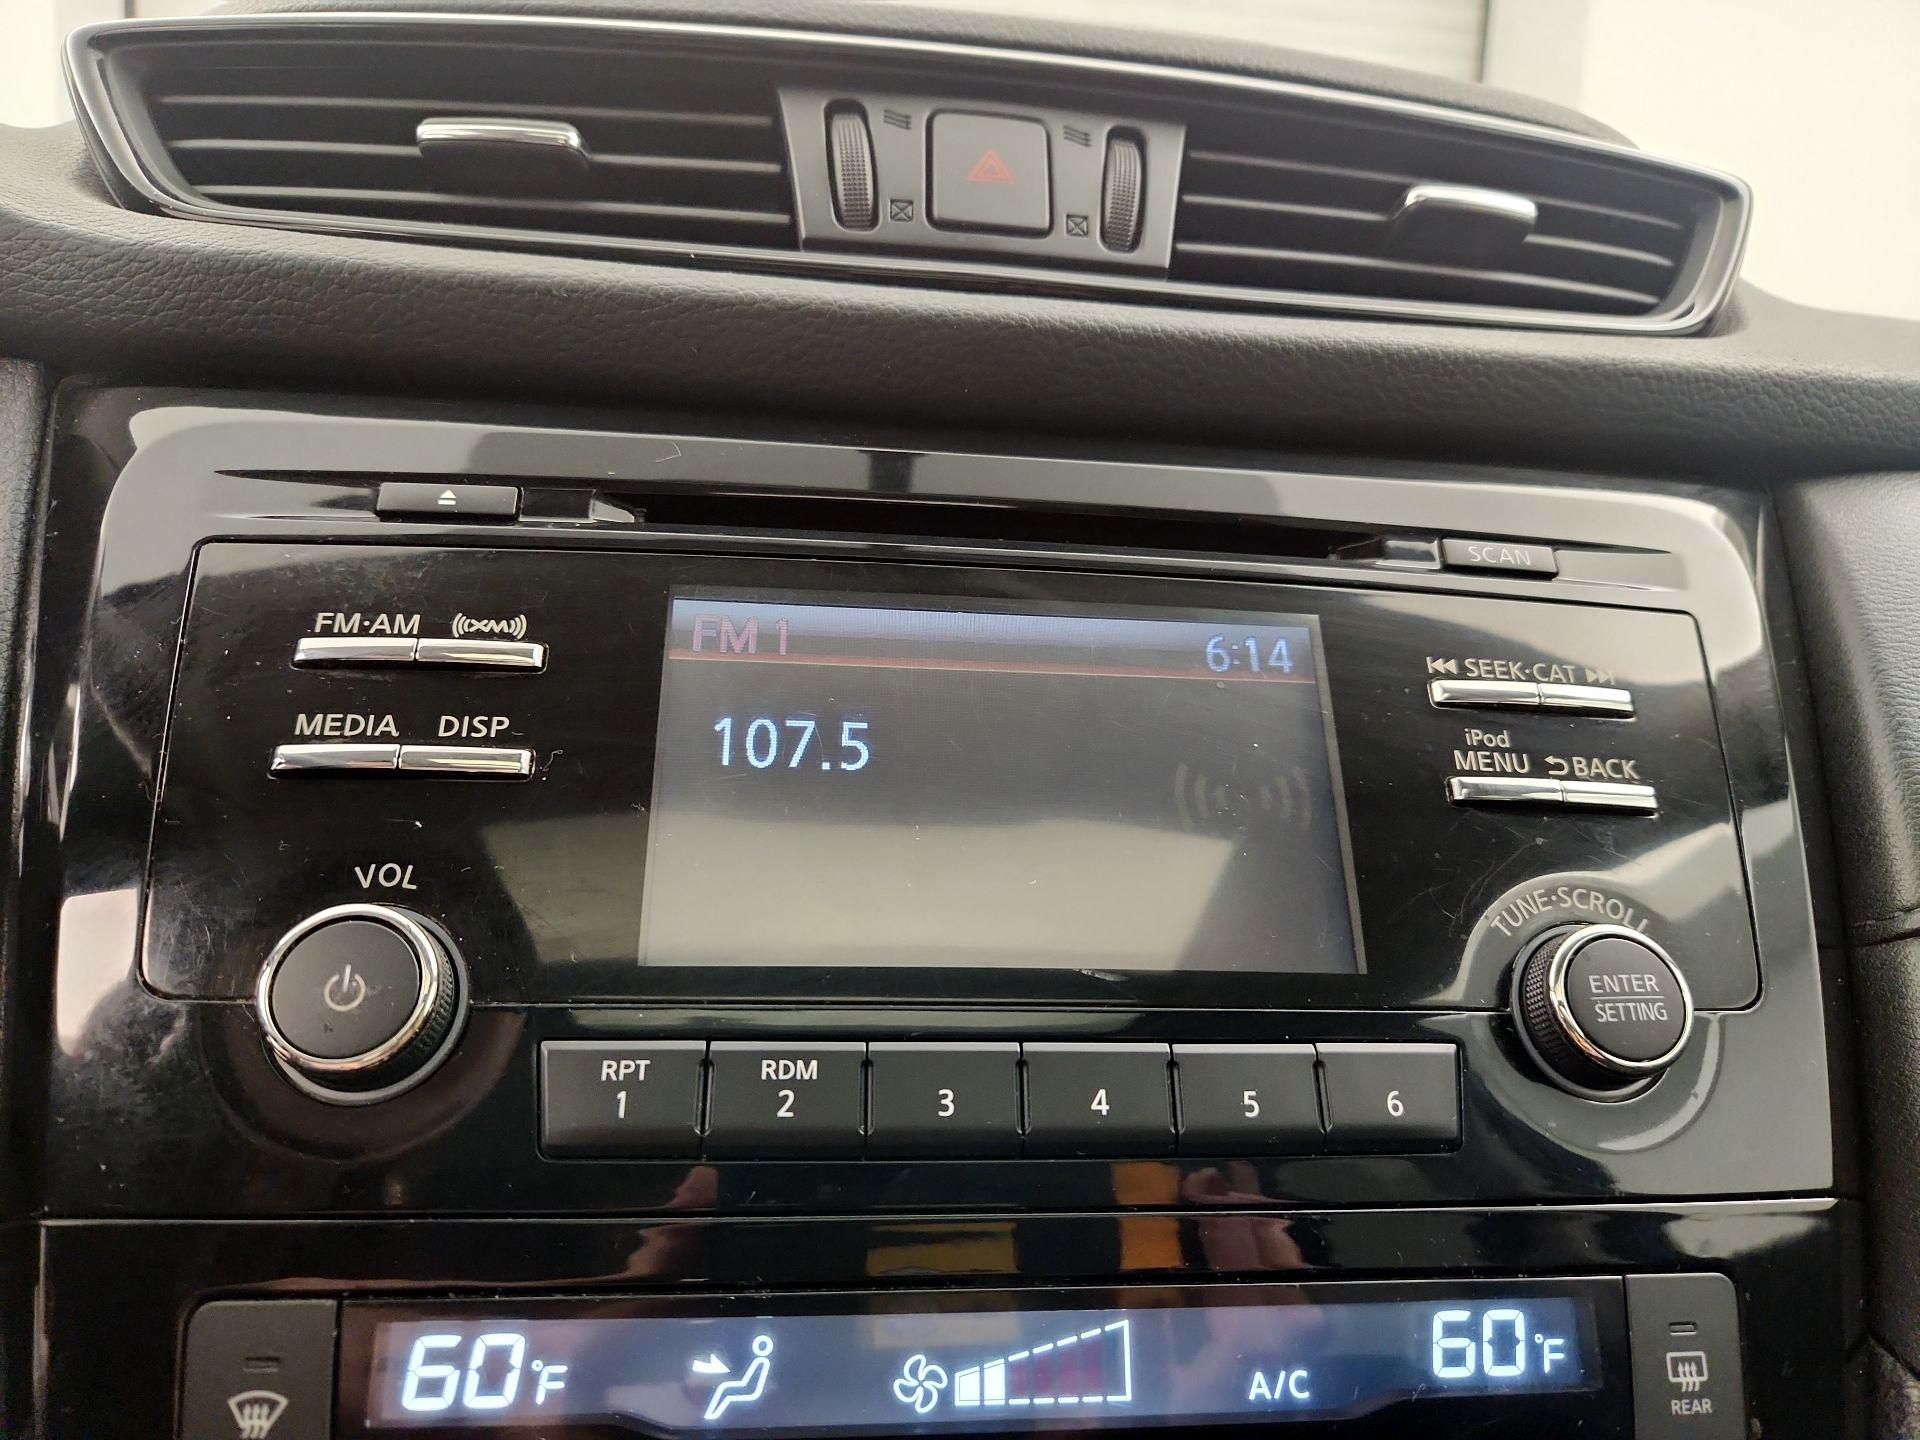 SCAN
FM·AM
((XM))
FM 1
6:14
SEEK·CAT
MEDIA
DISP
107.5
iPod
MENU
BACK
VOL
TUNE·SCROLL
ENTER
SETTING
RPT
1
RDM
2
3
4
5
6
60°F
A/C
60°F
REAR